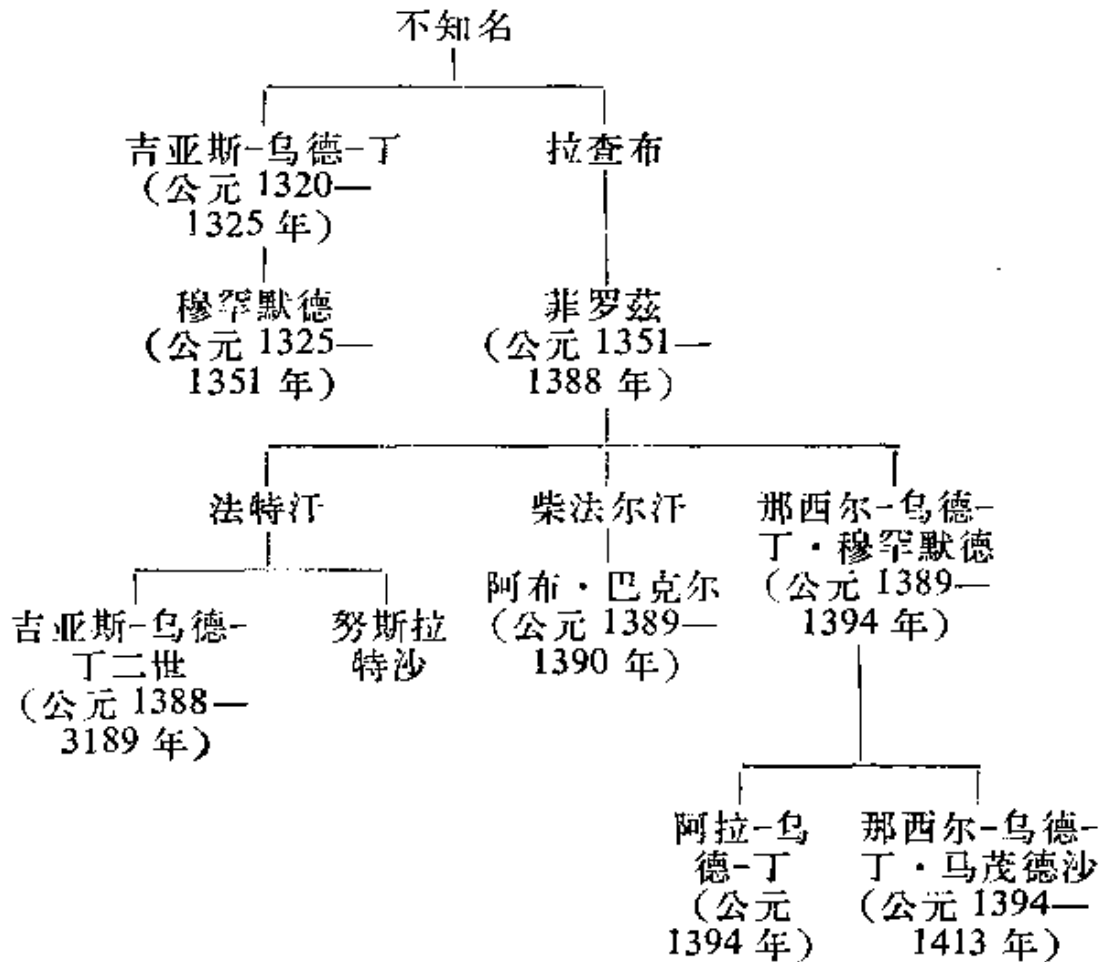 不知名
吉亚斯-乌德-丁
(公元 1320—
1325 年)
拉查布
穆罕默德
(公元 1325—
1351 年)
菲罗兹
(公元 1351—
1388 年)
法特汗
柴法尔汗
那西尔-乌德-
丁·穆罕默德
(公元 1389—
1394 年)
吉亚斯-乌德-
丁二世
(公元 1388—
3189 年)
努斯拉
特沙
阿布·巴克尔
(公元 1389—
1390 年)
阿拉-乌
德-丁
(公元
1394 年)
那西尔-乌德-
丁·马茂德沙
(公元 1394—
1413 年)